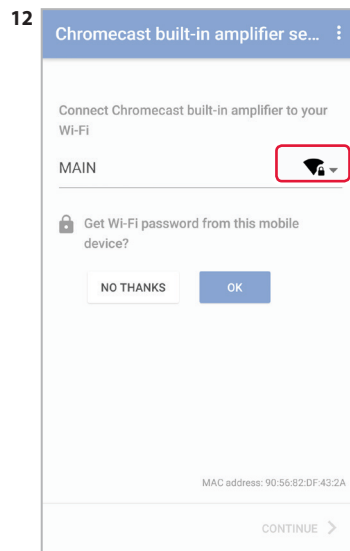 12
Chromecast built-in amplifier se...
Connect Chromecast built-in amplifier to your
Wi-Fi
MAIN
Get Wi-Fi password from this mobile
device?
NO THANKS OK
MAC address: 90:56:82:DF:43:2A
CONTINUE